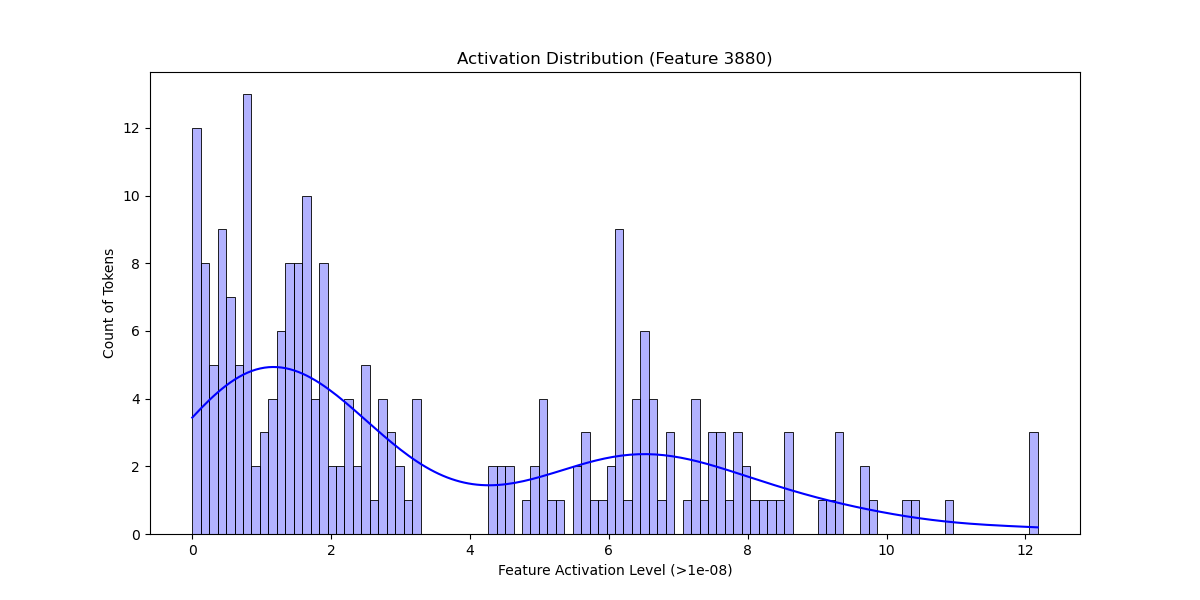 Activation Distribution (Feature 3880)
Count of Tokens
12
10
8
6
4
2
0
0 2 4 6 8 10 12
Feature Activation Level (>1e-08)